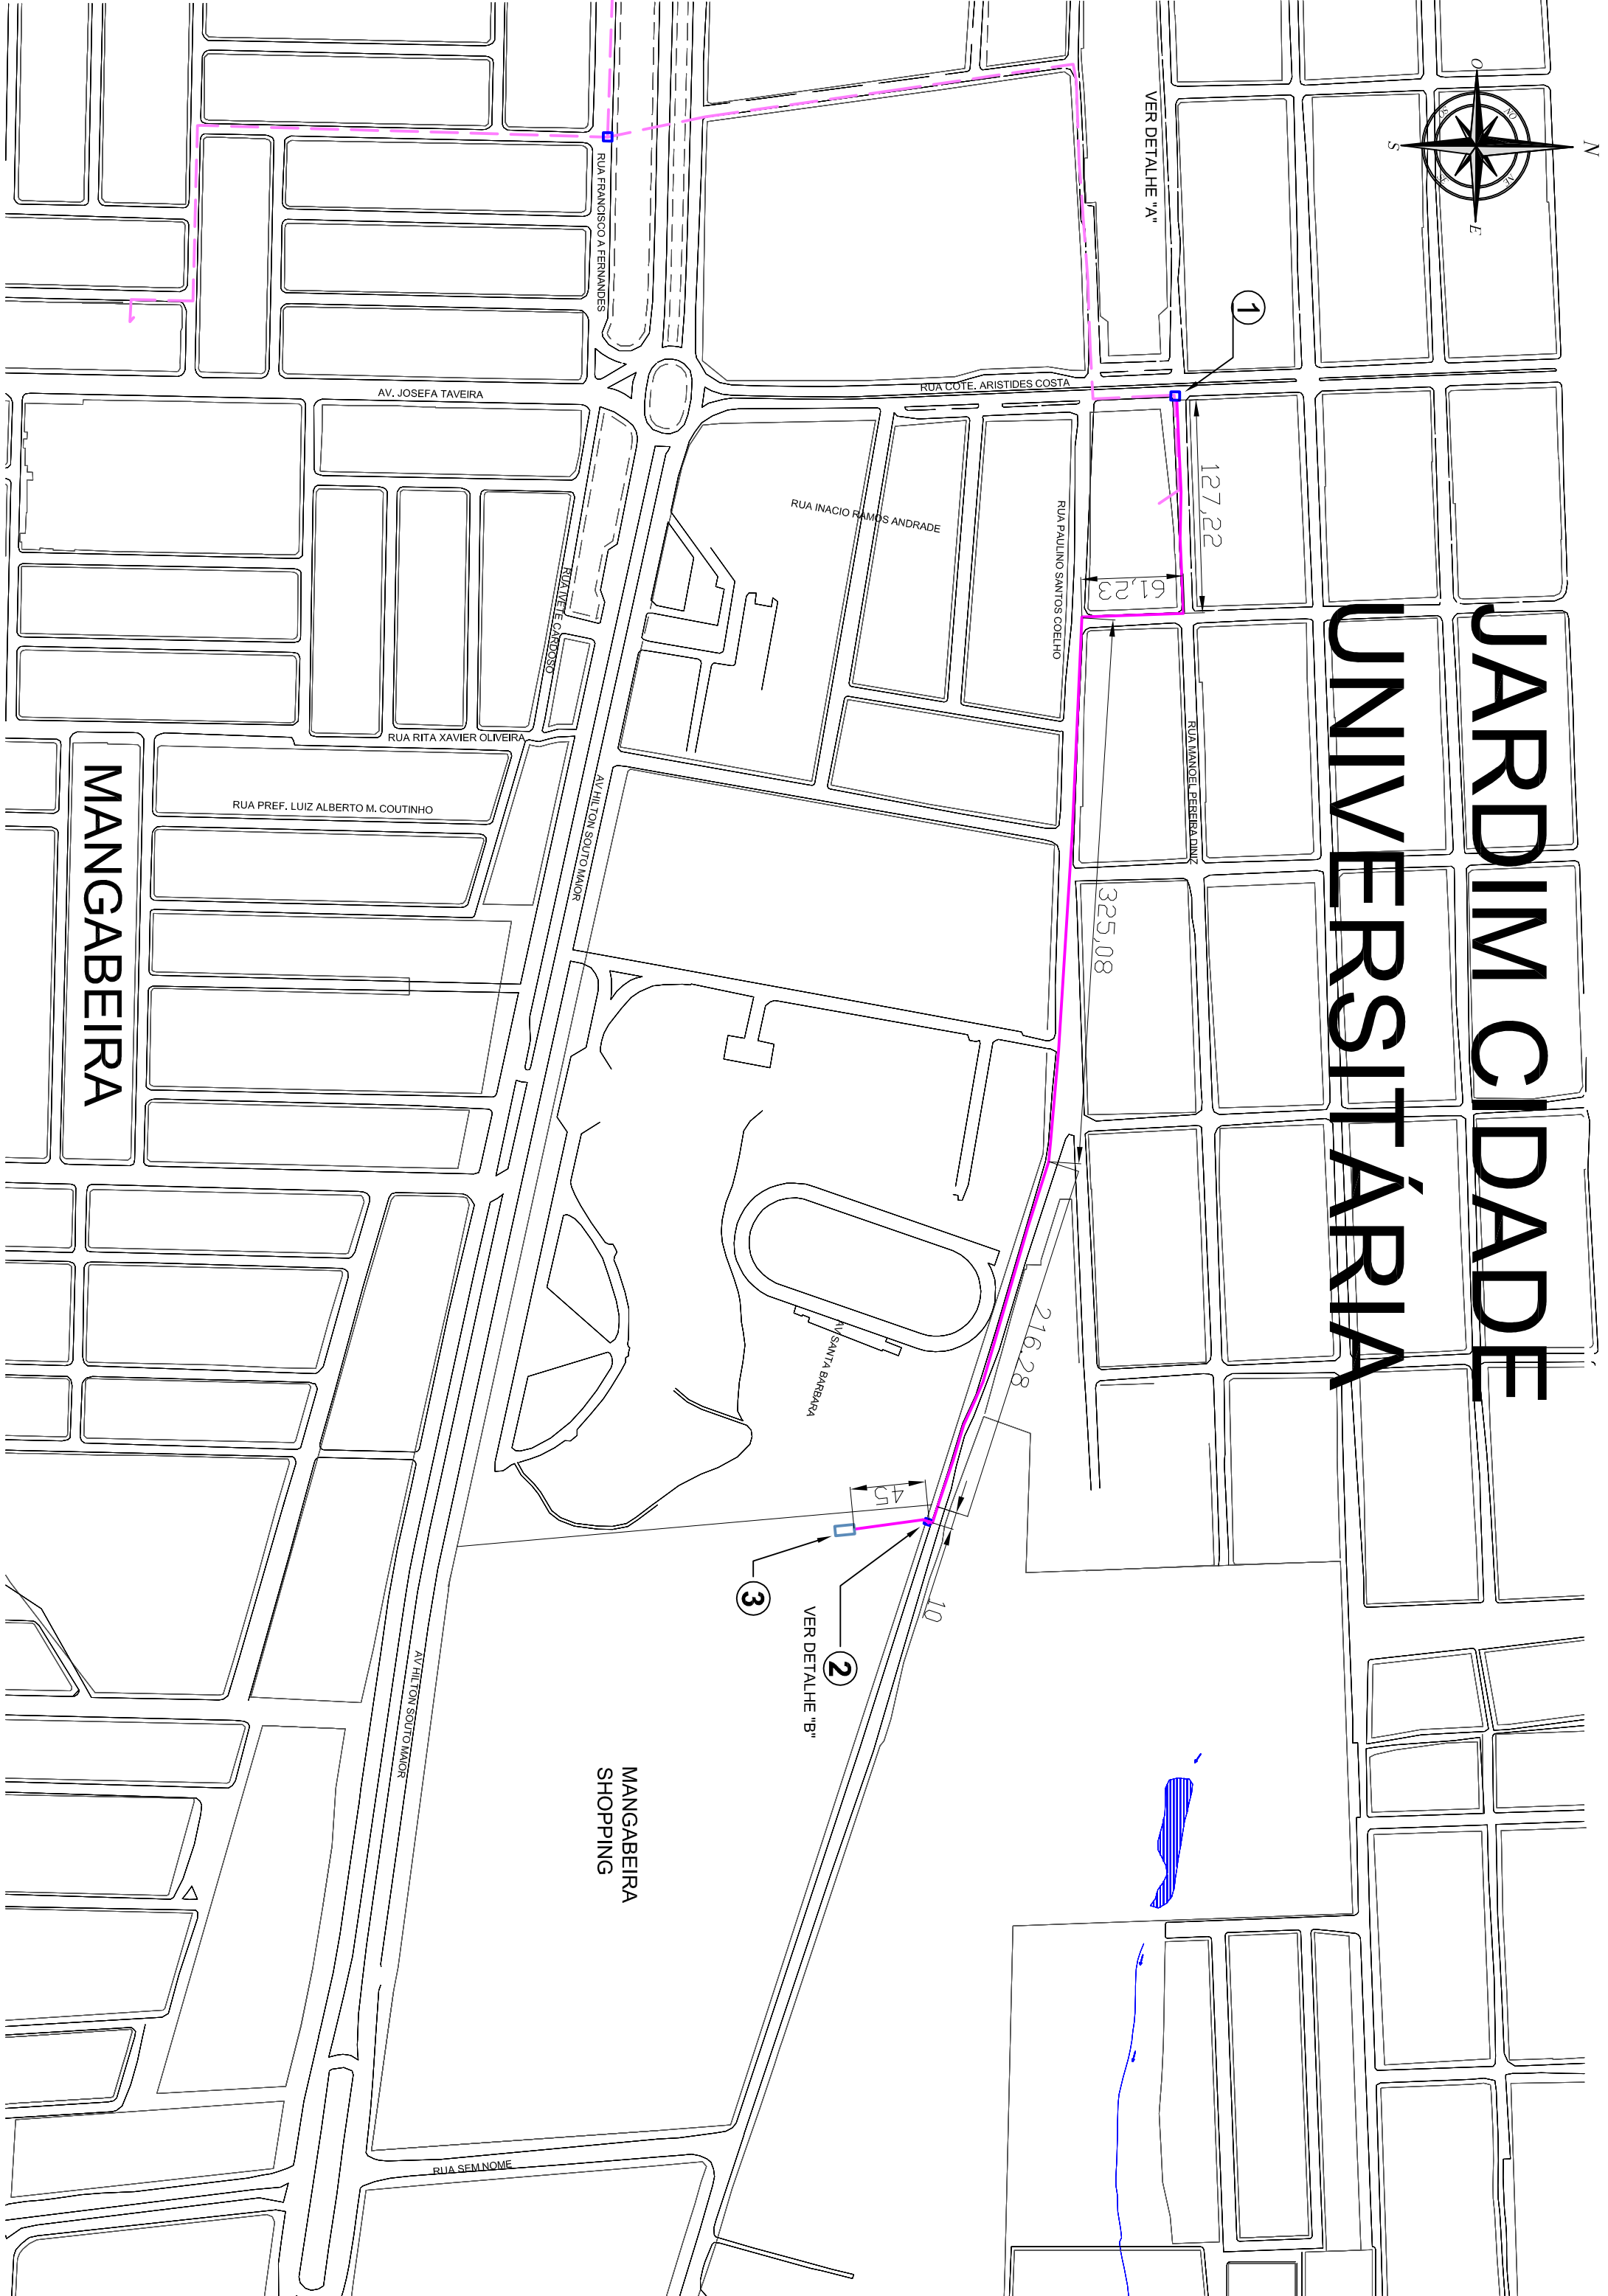 JARDIM CIDADE
UNIVERSITÁRIA
N
S
O
E
VER DETALHE "A"
1
RUA FRANCISCO A FERNANDES
AV. JOSEFA TAVEIRA
RUA COTE. ARISTIDES COSTA
127,22
61,23
RUA INACIO RAMOS ANDRADE
RUA PAULINO SANTOS COELHO
RUA IVETE CARDOSO
RUA MANOEL PEREIRA DINIZ
RUA RITA XAVIER OLIVEIRA
RUA PREF. LUIZ ALBERTO M. COUTINHO
AV HILTON SOUTO MAIOR
MANGABEIRA
325,08
216,28
AV SANTA BARBARA
45
10
3
2
VER DETALHE "B"
AV HILTON SOUTO MAIOR
MANGABEIRA
SHOPPING
RUA SEM NOME